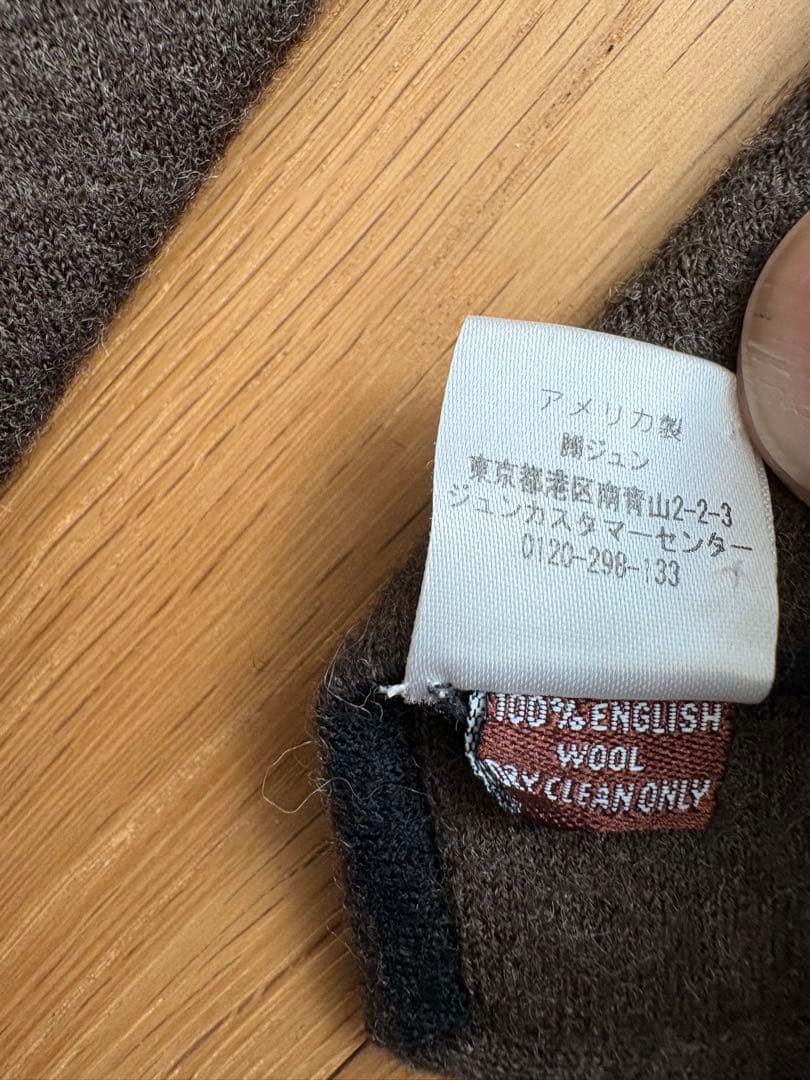 アメリカ製
㈱ジュン
東京都港区南青山2-2-3
ジュンカスタマーセンター
0120-298-133
100% ENGLISH
WOOL
DRY CLEAN ONLY